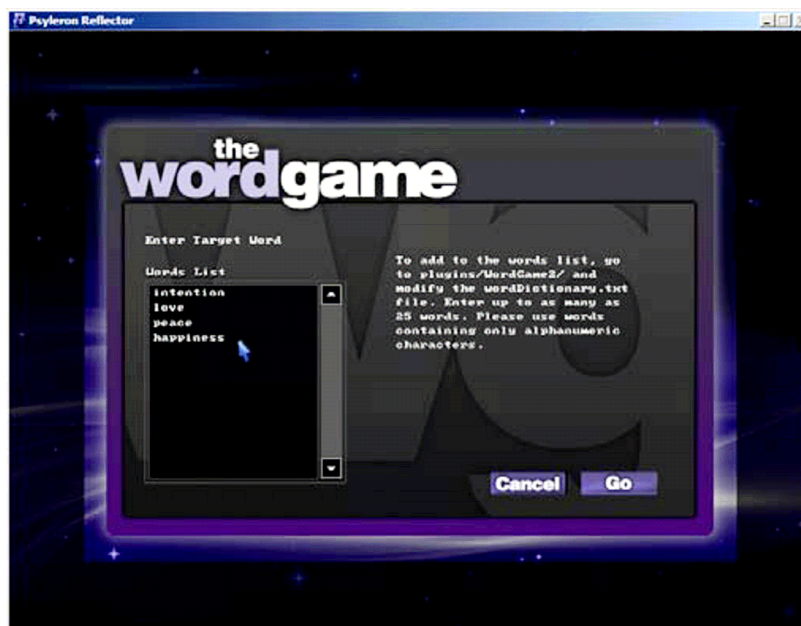 Psyleron Reflector
the
wordgame
Enter Target Word
Words List
intention
love
peace
happiness
To add to the words list, go
to plugins/WordGame2/ and
modify the wordDictionary.txt
file. Enter up to as many as
25 words. Please use words
containing only alphanumeric
characters.
Cancel
Go